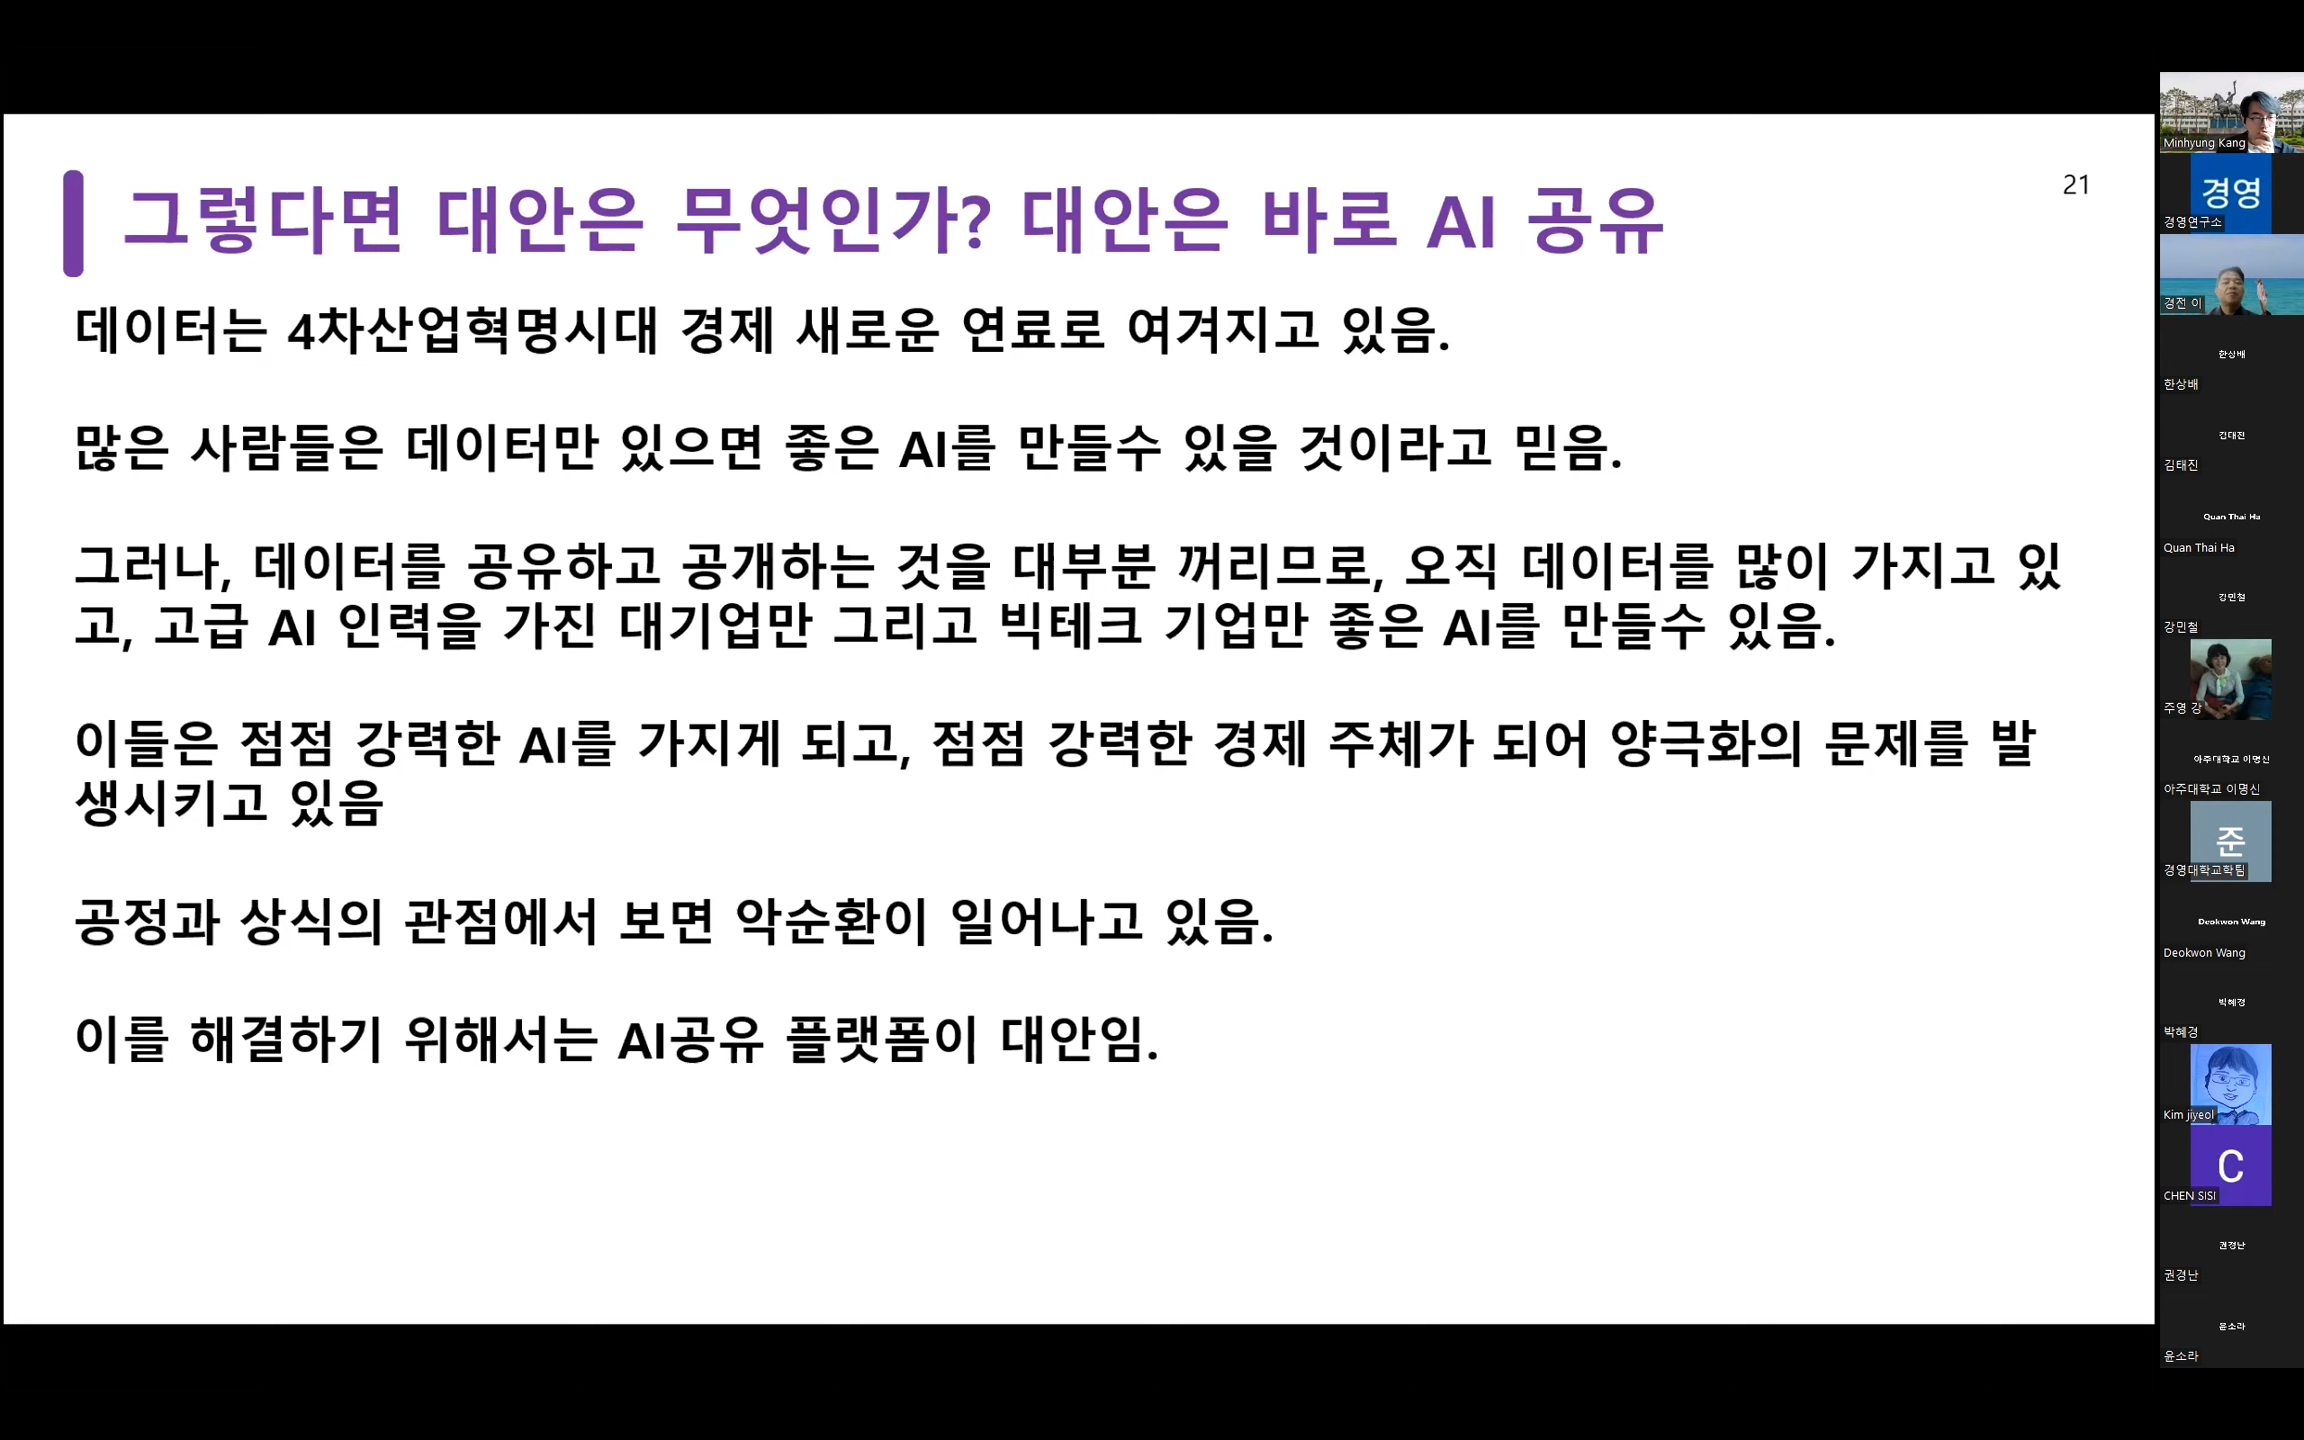 그렇다면 대안은 무엇인가? 대안은 바로 AI 공유
21
데이터는 4차산업혁명시대 경제 새로운 연료로 여겨지고 있음.
많은 사람들은 데이터만 있으면 좋은 AI를 만들수 있을 것이라고 믿음.
그러나, 데이터를 공유하고 공개하는 것을 대부분 꺼리므로, 오직 데이터를 많이 가지고 있
고, 고급 AI 인력을 가진 대기업만 그리고 빅테크 기업만 좋은 AI를 만들수 있음.
이들은 점점 강력한 AI를 가지게 되고, 점점 강력한 경제 주체가 되어 양극화의 문제를 발
생시키고 있음
공정과 상식의 관점에서 보면 악순환이 일어나고 있음.
이를 해결하기 위해서는 AI공유 플랫폼이 대안임.
Minhyung Kang
경영
경영연구소
경전 이
한상배
한상배
김태진
김태진
Quan Thai Ha
Quan Thai Ha
강민철
강민철
주영 강
아주대학교 이명신
아주대학교 이명신
준
경영대학교학팀
Deokwon Wang
Deokwon Wang
박혜경
박혜경
Kim jiyeol
C
CHEN SISI
권경난
권경난
윤소라
윤소라